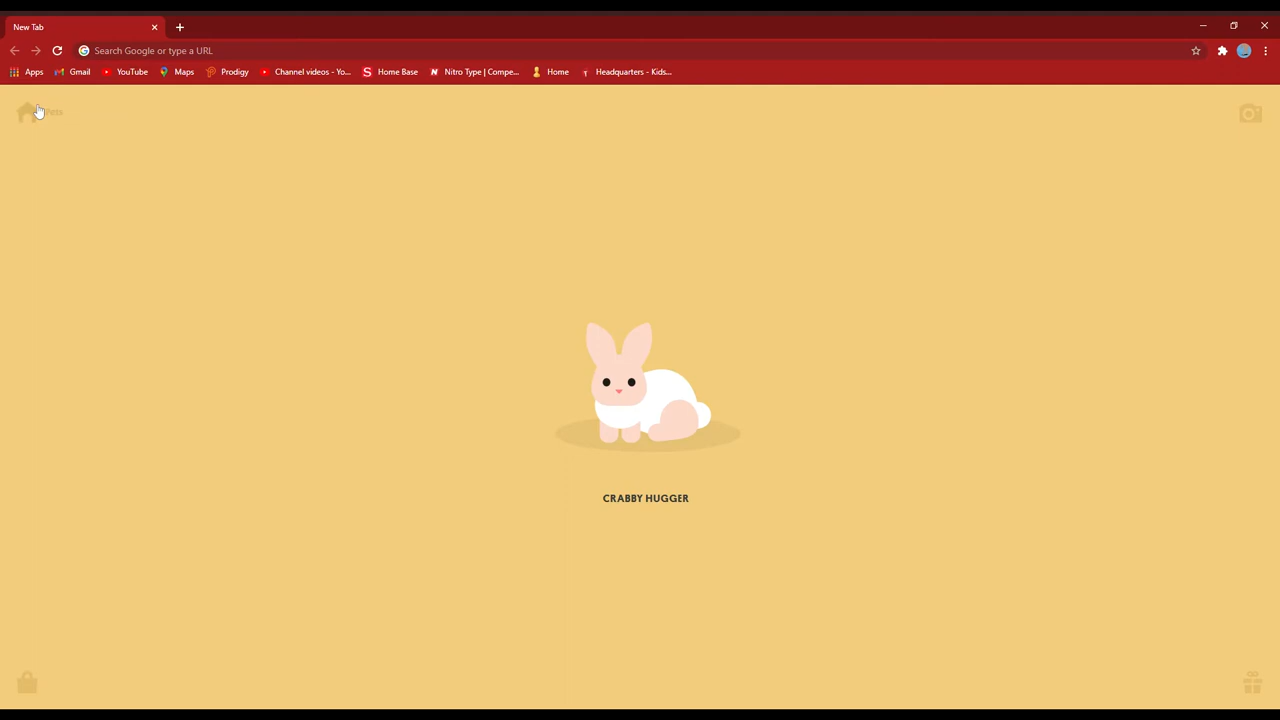 New Tab
Search Google or type a URL
Apps Gmail YouTube Maps Prodigy Channel videos - Yo... Home Base Nitro Type | Compe... Home Headquarters - Kids...
CRABBY HUGGER